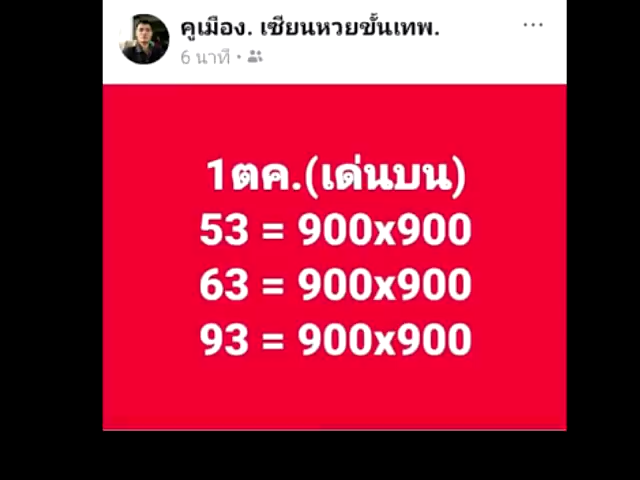 คูเมือง. เซียนหวยขั้นเทพ.
6 นาที •
1ตค.(เด่นบน)
53 = 900x900
63 = 900x900
93 = 900x900